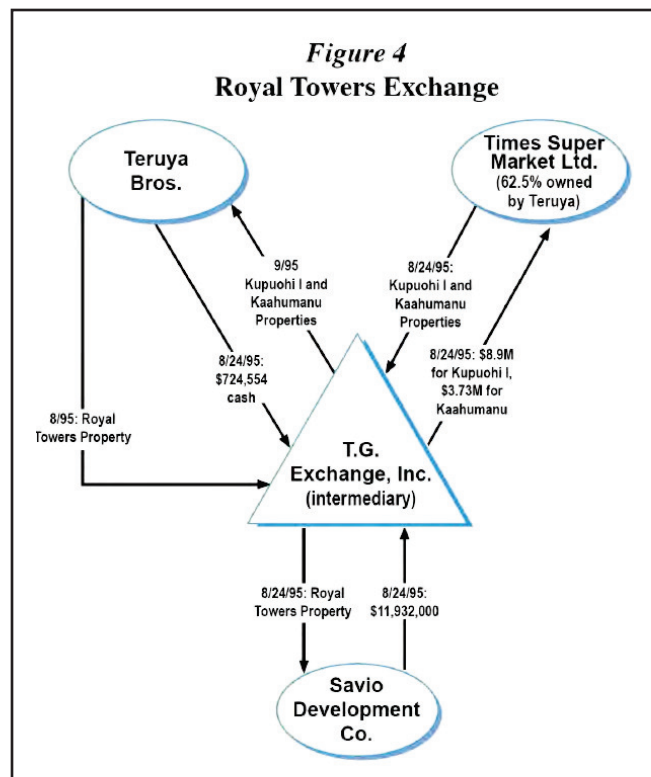 Figure 4
Royal Towers Exchange
Teruya
Bros.
Times Super
Market Ltd.
(62.5% owned
by Teruya)
9/95
Kupuohi I and
Kaahumanu
Properties
8/24/95:
Kupuohi I and
Kaahumanu
Properties
8/24/95:
$724,554
cash
8/24/95: $8.9M
for Kupuohi I,
$3.73M for
Kaahumanu
8/95: Royal
Towers Property
T.G.
Exchange, Inc.
(intermediary)
8/24/95: Royal
Towers Property
8/24/95:
$11,932,000
Savio
Development
Co.